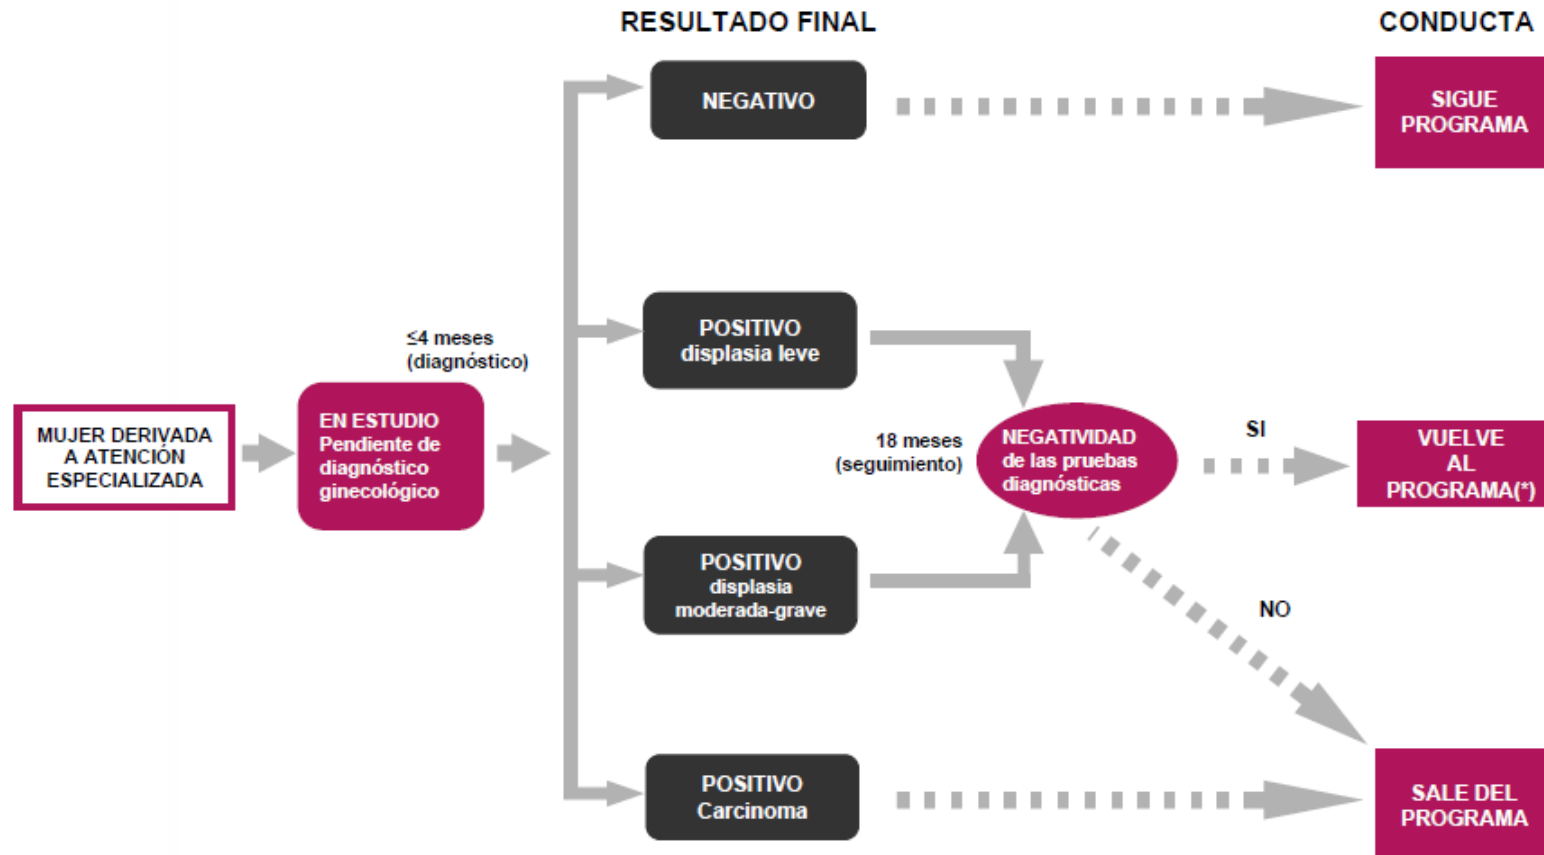 RESULTADO FINAL
CONDUCTA
NEGATIVO
SIGUE
PROGRAMA
≤4 meses
(diagnóstico)
POSITIVO
displasia leve
MUJER DERIVADA
A ATENCIÓN
ESPECIALIZADA
EN ESTUDIO
Pendiente de
diagnóstico
ginecológico
18 meses
(seguimiento)
NEGATIVIDAD
de las pruebas
diagnósticas
SI
VUELVE
AL
PROGRAMA(*)
POSITIVO
displasia
moderada-grave
NO
POSITIVO
Carcinoma
SALE DEL
PROGRAMA